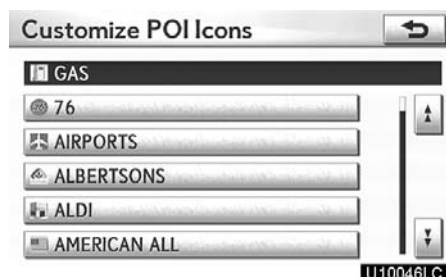 Customize POI Icons
GAS
76
AIRPORTS
ALBERTSONS
ALDI
AMERICAN ALL
U10046LC